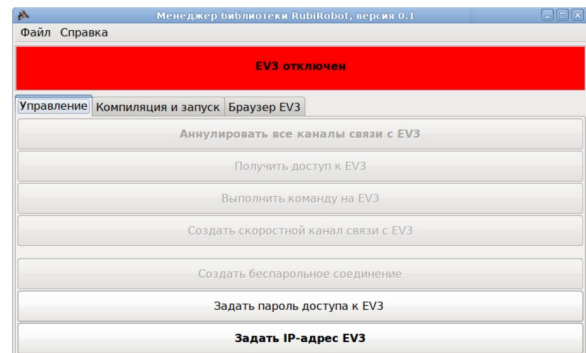 Менеджер библиотеки RubiRobot, версия 0.1
Файл Справка
EV3 отключен
Управление Компиляция и запуск Браузер EV3
Аннулировать все каналы связи с EV3
Получить доступ к EV3
Выполнить команду на EV3
Создать скоростной канал связи с EV3
Создать беспарольное соединение
Задать пароль доступа к EV3
Задать IP-адрес EV3